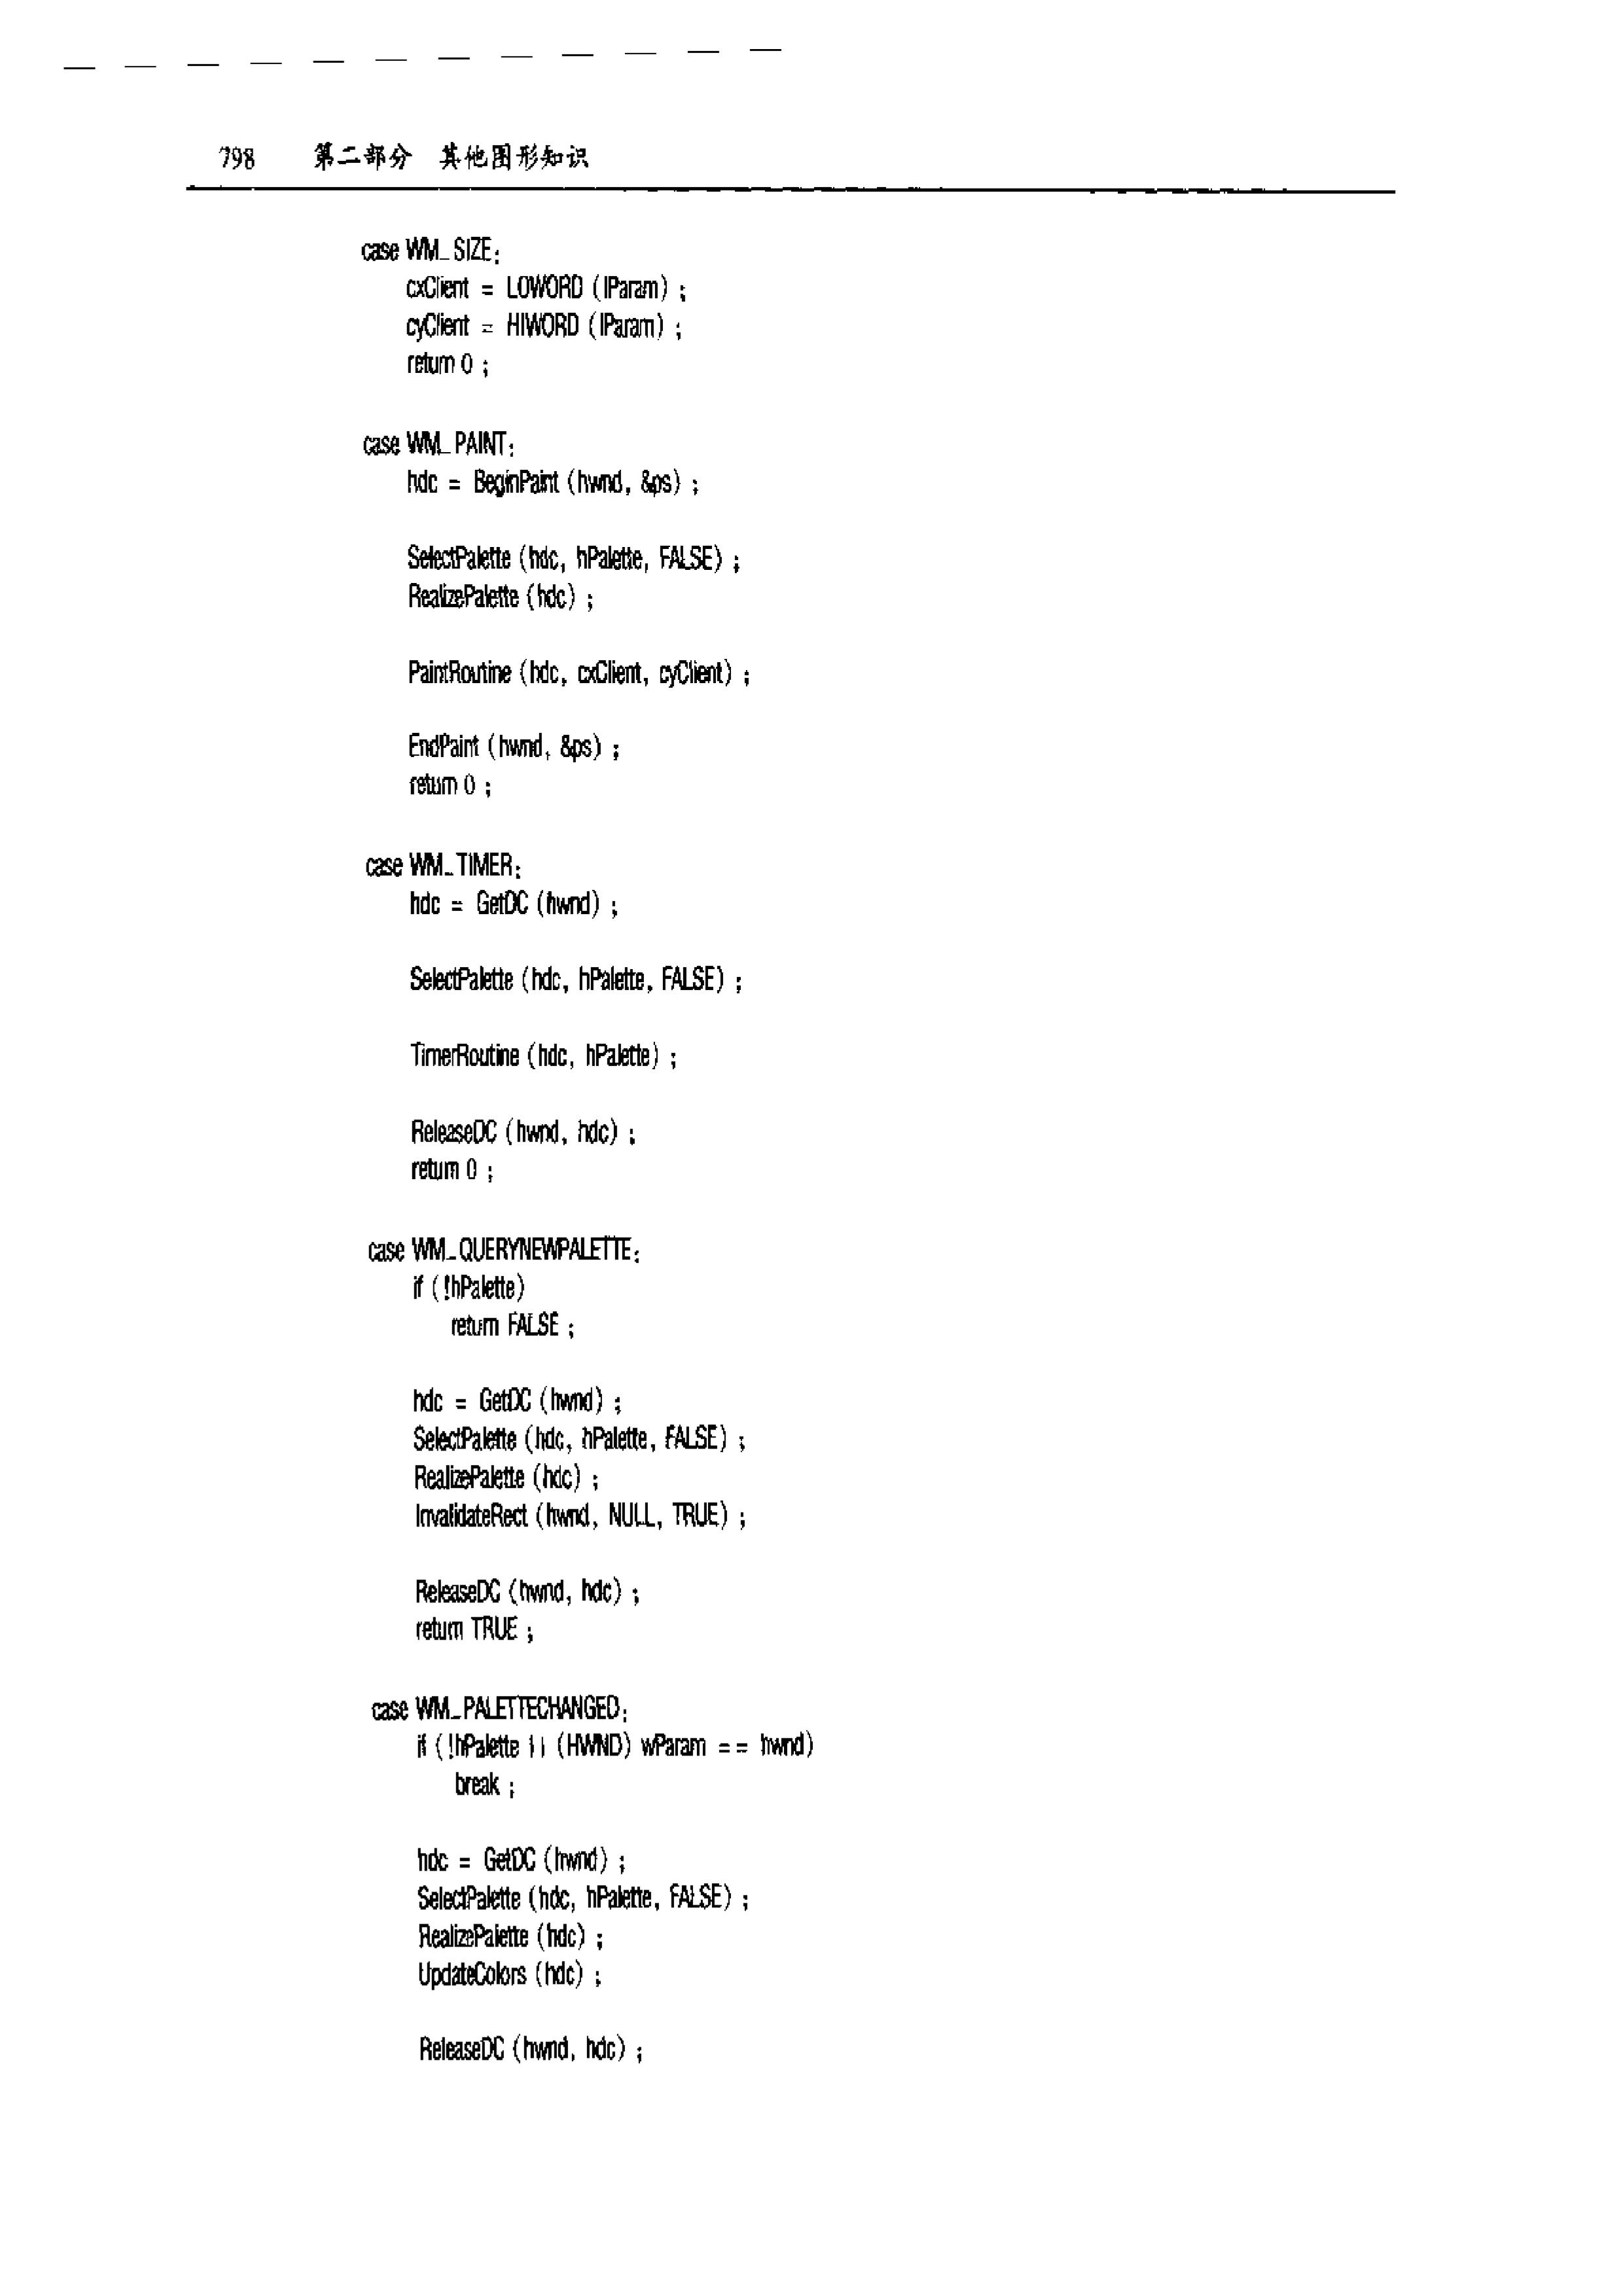 798 第二部分 其他图形知识
case WM_SIZE:
cxClient = LOWORD (lParam) ;
cyClient = HIWORD (lParam) ;
return 0 ;
case WM_PAINT:
hdc = BeginPaint (hwnd, &ps) ;
SelectPalette (hdc, hPalette, FALSE) ;
RealizePalette (hdc) ;
PaintRoutine (hdc, cxClient, cyClient) ;
EndPaint (hwnd, &ps) ;
return 0 ;
case WM_TIMER:
hdc = GetDC (hwnd) ;
SelectPalette (hdc, hPalette, FALSE) ;
TimerRoutine (hdc, hPalette) ;
ReleaseDC (hwnd, hdc) ;
return 0 ;
case WM_QUERYNEWPALETTE:
if (!hPalette)
return FALSE ;
hdc = GetDC (hwnd) ;
SelectPalette (hdc, hPalette, FALSE) ;
RealizePalette (hdc) ;
InvalidateRect (hwnd, NULL, TRUE) ;
ReleaseDC (hwnd, hdc) ;
return TRUE ;
case WM_PALETTECHANGED:
if (!hPalette || (HWND) wParam == hwnd)
break ;
hdc = GetDC (hwnd) ;
SelectPalette (hdc, hPalette, FALSE) ;
RealizePalette (hdc) ;
UpdateColors (hdc) ;
ReleaseDC (hwnd, hdc) ;